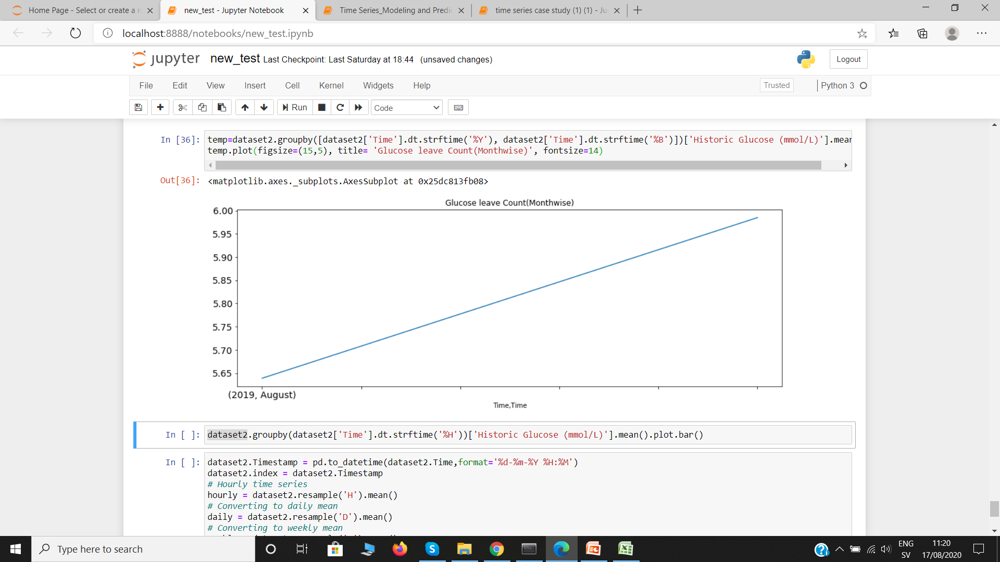 Home Page - Select or create a n
new_test - Jupyter Notebook
Time Series_Modeling and Predic
time series case study (1) (1) - Ju
localhost:8888/notebooks/new_test.ipynb
jupyter new_test Last Checkpoint: Last Saturday at 18:44 (unsaved changes)
Logout
File Edit View Insert Cell Kernel Widgets Help
Trusted
Python 3
Run
Code
In [36]: temp=dataset2.groupby([dataset2['Time'].dt.strftime('%Y'), dataset2['Time'].dt.strftime('%B')])['Historic Glucose (mmol/L)'].mean
temp.plot(figsize=(15,5), title= 'Glucose leave Count(Monthwise)', fontsize=14)
Out[36]: <matplotlib.axes._subplots.AxesSubplot at 0x25dc813fb08>
Glucose leave Count(Monthwise)
6.00
5.95
5.90
5.85
5.80
5.75
5.70
5.65
(2019, August)
Time,Time
In [ ]: dataset2.groupby(dataset2['Time'].dt.strftime('%H'))['Historic Glucose (mmol/L)'].mean().plot.bar()
In [ ]: dataset2.Timestamp = pd.to_datetime(dataset2.Time,format='%d-%m-%Y %H:%M')
dataset2.index = dataset2.Timestamp
# Hourly time series
hourly = dataset2.resample('H').mean()
# Converting to daily mean
daily = dataset2.resample('D').mean()
# Converting to weekly mean
Type here to search
ENG
SV
11:20
17/08/2020